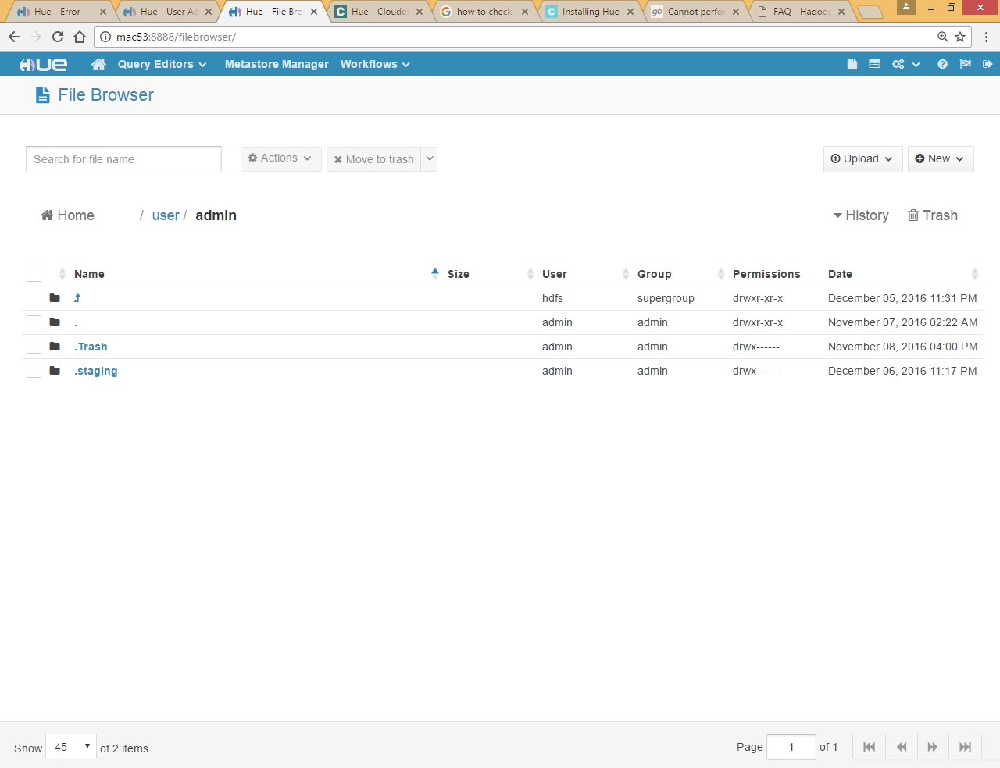 Hue - Error Hue - User Ad Hue - File Bro Hue - Clouder how to check Installing Hue Cannot perfor FAQ - Hadoop
mac53:8888/filebrowser/
HUE Query Editors Metastore Manager Workflows
File Browser
Search for file name Actions Move to trash Upload New
Home / user / admin History Trash
Name Size User Group Permissions Date
hdfs supergroup drwxr-xr-x December 05, 2016 11:31 PM
. admin admin drwxr-xr-x November 07, 2016 02:22 AM
.Trash admin admin drwx------ November 08, 2016 04:00 PM
.staging admin admin drwx------ December 06, 2016 11:17 PM
Show 45 of 2 items Page 1 of 1